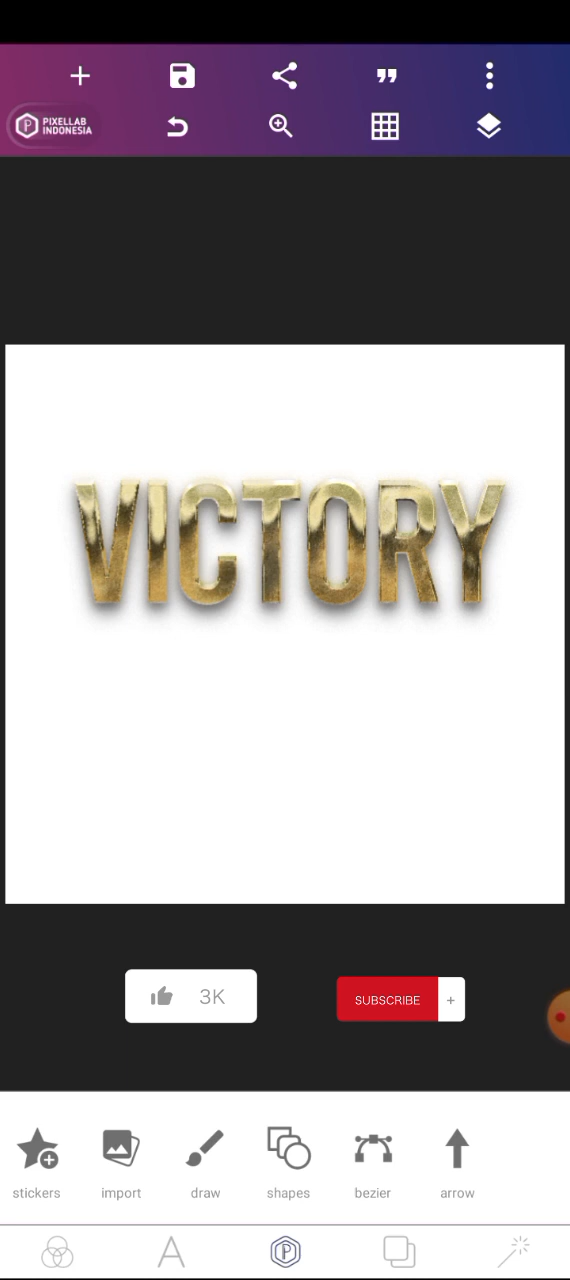 PIXELLAB
INDONESIA
VICTORY
3K
SUBSCRIBE +
stickers import draw shapes bezier arrow